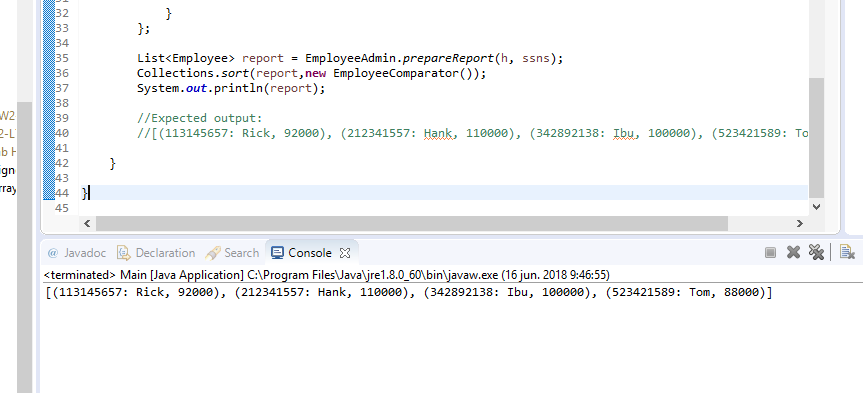 W2
2-L
ab H
ign
rray
32 }
33 };
34
35 List<Employee> report = EmployeeAdmin.prepareReport(h, ssns);
36 Collections.sort(report,new EmployeeComparator());
37 System.out.println(report);
38
39 //Expected output:
40 //[(113145657: Rick, 92000), (212341557: Hank, 110000), (342892138: Ibu, 100000), (523421589: To
41
42 }
43
44 }
45
@ Javadoc Declaration Search Console
<terminated> Main [Java Application] C:\Program Files\Java\jre1.8.0_60\bin\javaw.exe (16 jun. 2018 9:46:55)
[(113145657: Rick, 92000), (212341557: Hank, 110000), (342892138: Ibu, 100000), (523421589: Tom, 88000)]